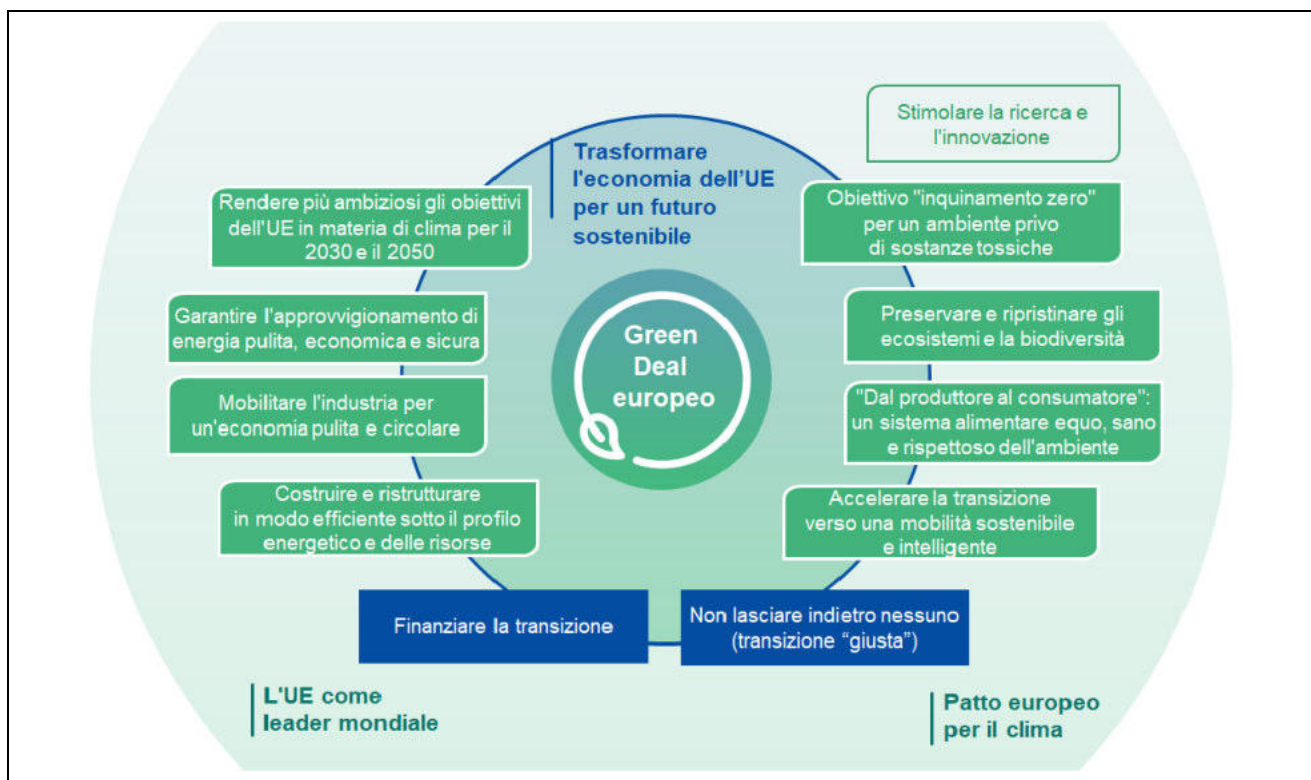 Stimolare la ricerca e
l'innovazione
Trasformare
l'economia dell'UE
per un futuro
sostenibile
Rendere più ambiziosi gli obiettivi
dell'UE in materia di clima per il
2030 e il 2050
Obiettivo "inquinamento zero"
per un ambiente privo
di sostanze tossiche
Garantire l'approvvigionamento di
energia pulita, economica e sicura
Preservare e ripristinare gli
ecosistemi e la biodiversità
Green
Deal
europeo
Mobilitare l'industria per
un'economia pulita e circolare
"Dal produttore al consumatore":
un sistema alimentare equo, sano
e rispettoso dell'ambiente
Costruire e ristrutturare
in modo efficiente sotto il profilo
energetico e delle risorse
Accelerare la transizione
verso una mobilità sostenibile
e intelligente
Finanziare la transizione
Non lasciare indietro nessuno
(transizione “giusta”)
L'UE come
leader mondiale
Patto europeo
per il clima